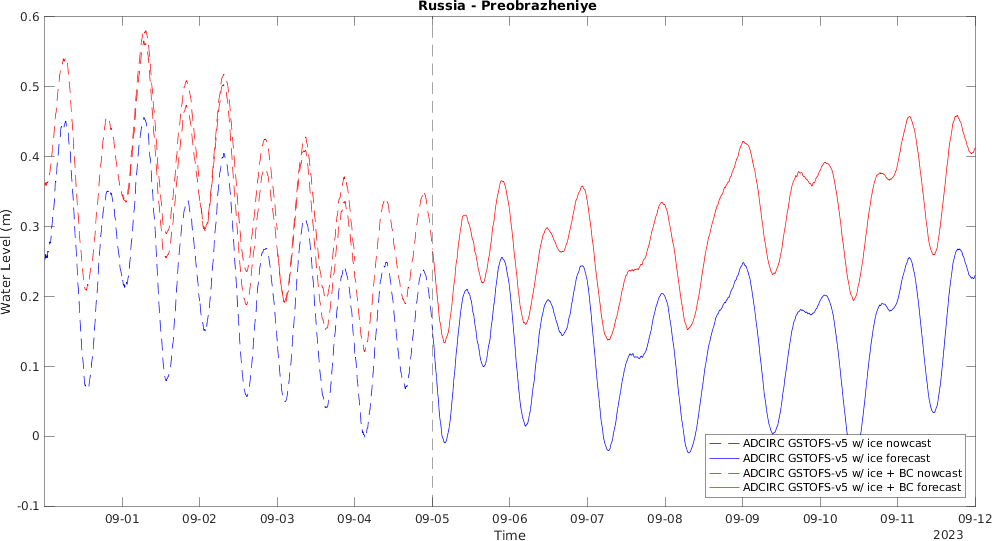 Russia - Preobrazheniye
Water Level (m)
0.6
0.5
0.4
0.3
0.2
0.1
0
-0.1
ADCIRC GSTOFS-v5 w/ ice nowcast
ADCIRC GSTOFS-v5 w/ ice forecast
ADCIRC GSTOFS-v5 w/ ice + BC nowcast
ADCIRC GSTOFS-v5 w/ ice + BC forecast
09-01 09-02 09-03 09-04 09-05 09-06 09-07 09-08 09-09 09-10 09-11 09-12
Time
2023